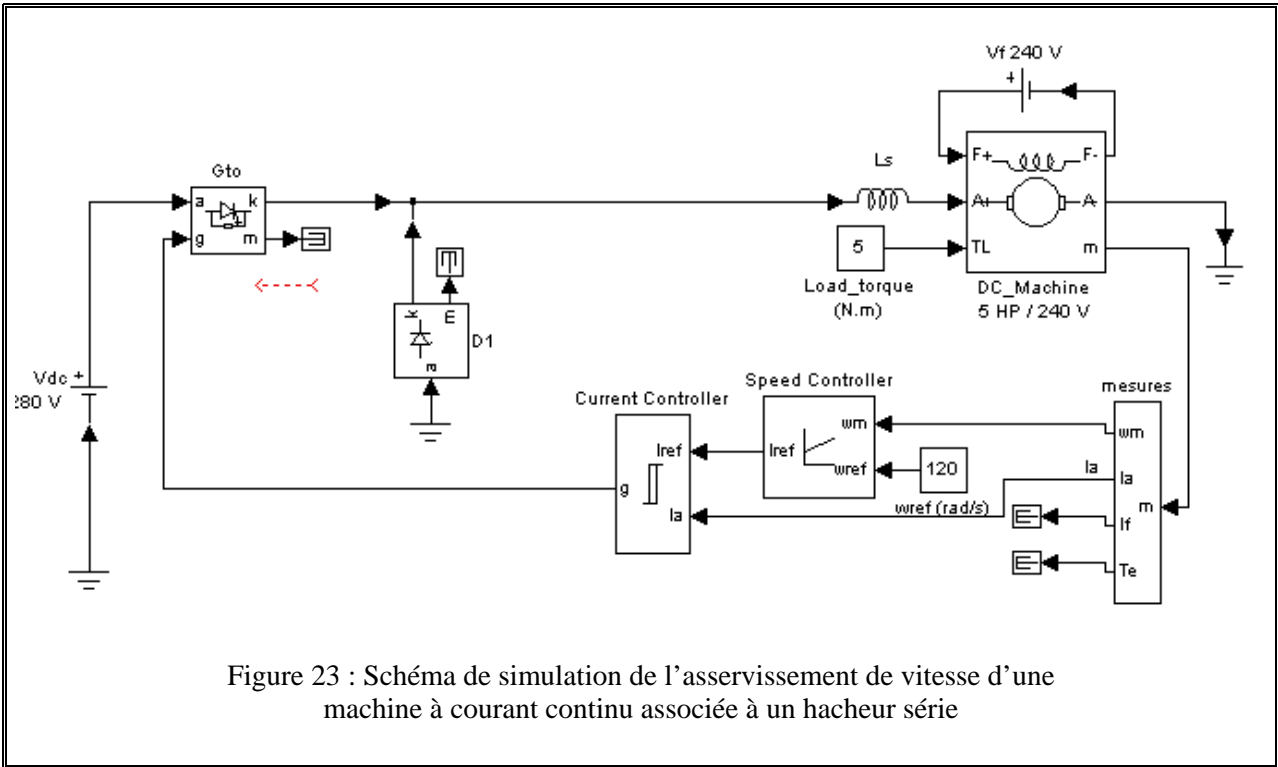 Vf 240 V
+
Gto
a k
g m
Ls
F+ F-
A+ A-
TL m
5
Load_torque
(N.m)
DC_Machine
5 HP / 240 V
k m
a
D1
Vdc +
280 V
Current Controller
Iref
g
Ia
Speed Controller
wm
Iref
wref
120
wref (rad/s)
mesures
wm
Ia
Ia
m
If
Te
Figure 23 : Schéma de simulation de l’asservissement de vitesse d’une
machine à courant continu associée à un hacheur série